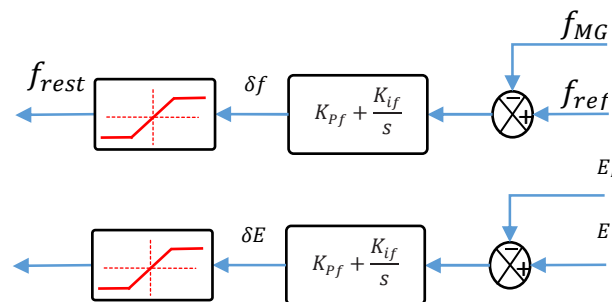 f_MG
f_rest δf K_Pf + K_if/s − + f_ref
E
δE K_Pf + K_if/s − + E